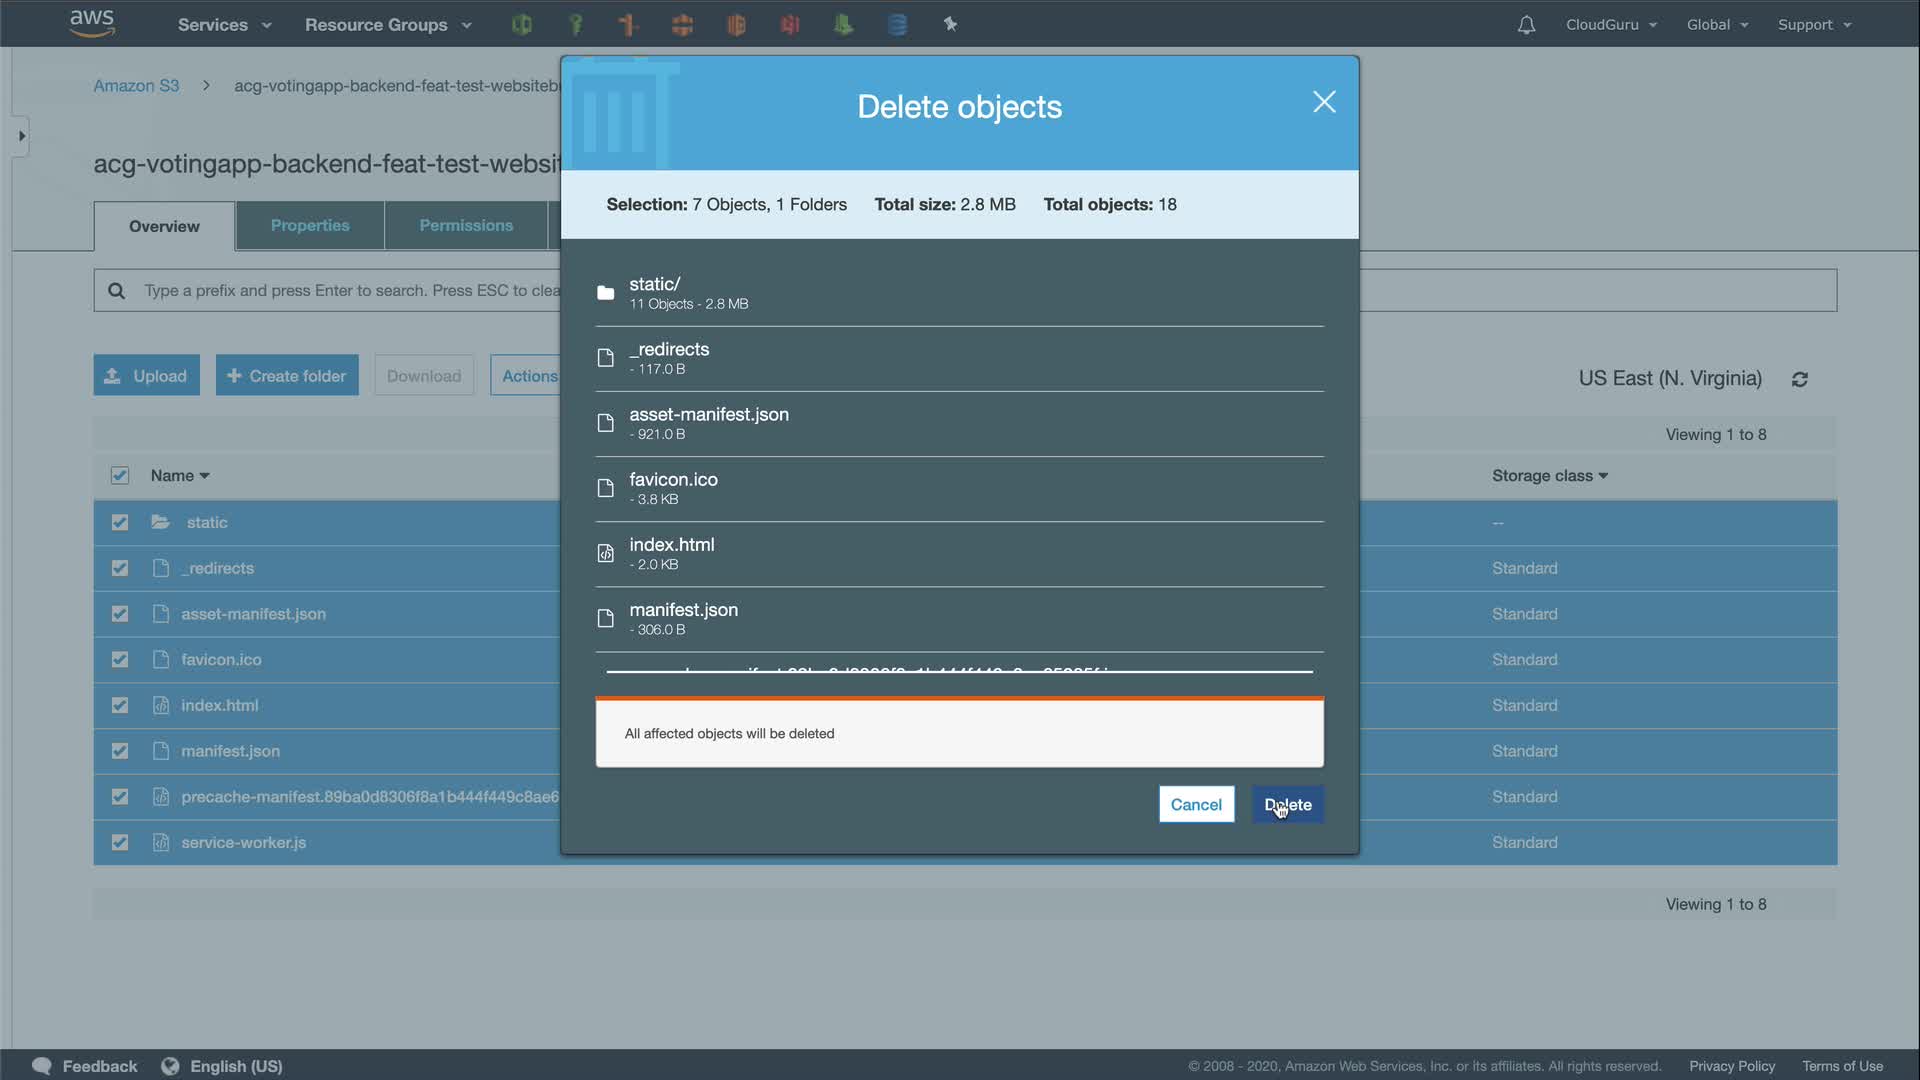 aws
Services
Resource Groups
CloudGuru
Global
Support
Amazon S3
acg-votingapp-backend-feat-test-websiteb
acg-votingapp-backend-feat-test-websit
Overview
Properties
Permissions
Type a prefix and press Enter to search. Press ESC to clea
Upload
Create folder
Download
Actions
US East (N. Virginia)
Viewing 1 to 8
Name
Storage class
static
--
_redirects
Standard
asset-manifest.json
Standard
favicon.ico
Standard
index.html
Standard
manifest.json
Standard
precache-manifest.89ba0d8306f8a1b444f449c8ae6
Standard
service-worker.js
Standard
Viewing 1 to 8
Delete objects
Selection: 7 Objects, 1 Folders Total size: 2.8 MB Total objects: 18
static/
11 Objects - 2.8 MB
_redirects
- 117.0 B
asset-manifest.json
- 921.0 B
favicon.ico
- 3.8 KB
index.html
- 2.0 KB
manifest.json
- 306.0 B
All affected objects will be deleted
Cancel
Delete
Feedback
English (US)
© 2008 - 2020, Amazon Web Services, Inc. or its affiliates. All rights reserved.
Privacy Policy
Terms of Use